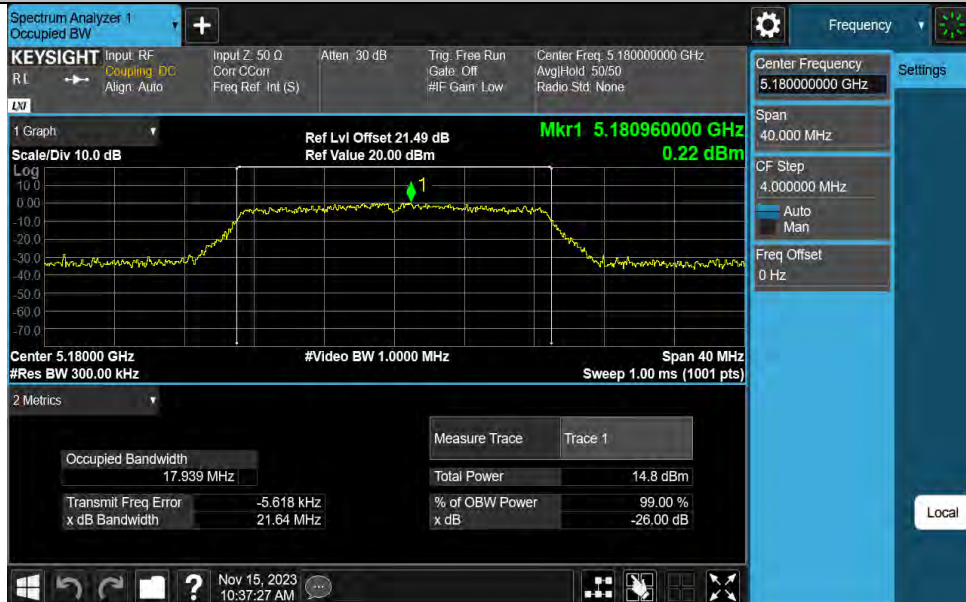 Spectrum Analyzer 1
Occupied BW
+
Frequency
KEYSIGHT
Input: RF
Coupling: DC
Align: Auto
Input Z: 50 Ω
Corr CCorr
Freq Ref: Int (S)
Atten: 30 dB
Trig: Free Run
Gate: Off
#IF Gain: Low
Center Freq: 5.180000000 GHz
Avg|Hold: 50/50
Radio Std: None
LXI
Center Frequency
5.180000000 GHz
Settings
Span
40.000 MHz
CF Step
4.000000 MHz
Auto
Man
Freq Offset
0 Hz
1 Graph
Scale/Div 10.0 dB
Ref Lvl Offset 21.49 dB
Ref Value 20.00 dBm
Mkr1 5.180960000 GHz
0.22 dBm
Log
10.0
0.00
-10.0
-20.0
-30.0
-40.0
-50.0
-60.0
-70.0
1
Center 5.18000 GHz
#Video BW 1.0000 MHz
Span 40 MHz
#Res BW 300.00 kHz
Sweep 1.00 ms (1001 pts)
2 Metrics
Measure Trace
Trace 1
Occupied Bandwidth
17.939 MHz
Total Power
14.8 dBm
Transmit Freq Error
-5.618 kHz
% of OBW Power
99.00 %
x dB Bandwidth
21.64 MHz
x dB
-26.00 dB
Local
?
Nov 15, 2023
10:37:27 AM